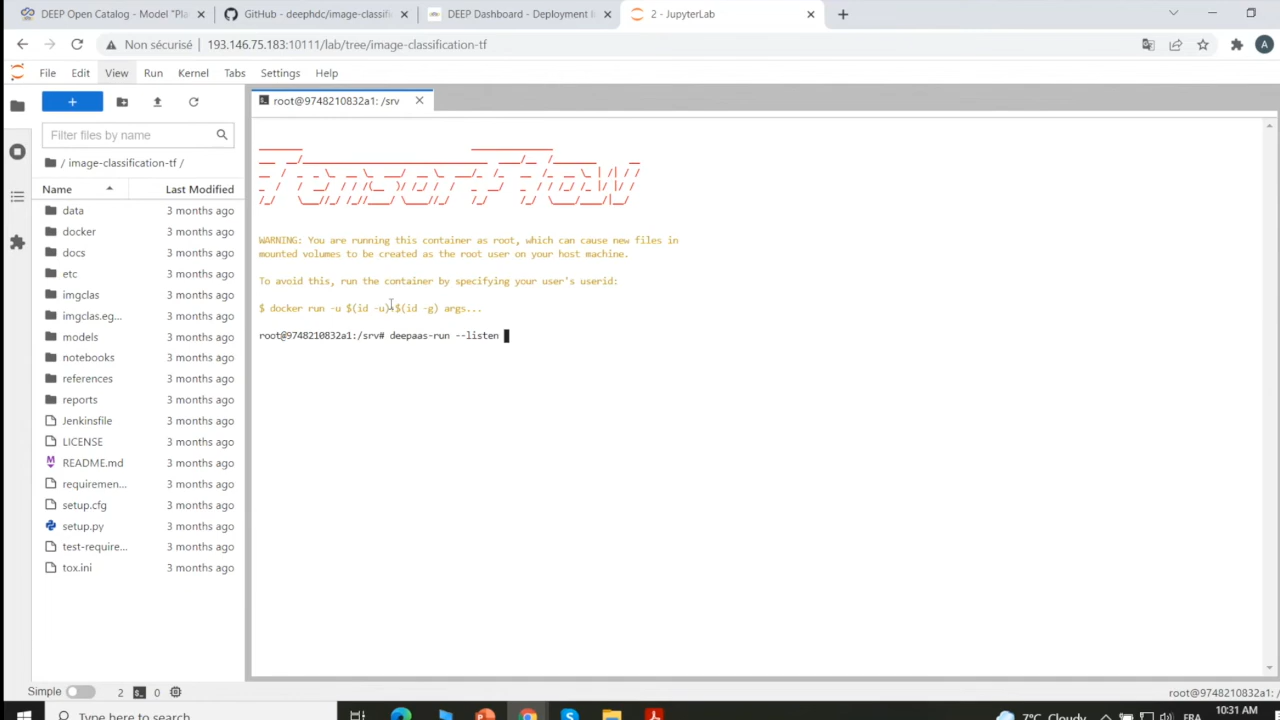 DEEP Open Catalog - Model "Pla
GitHub - deephdc/image-classifi
DEEP Dashboard - Deployment I
2 - JupyterLab
Non sécurisé
193.146.75.183:10111/lab/tree/image-classification-tf
A
File Edit View Run Kernel Tabs Settings Help
+
root@9748210832a1: /srv
Filter files by name
/ image-classification-tf /
Name Last Modified
data 3 months ago
docker 3 months ago
docs 3 months ago
etc 3 months ago
imgclas 3 months ago
imgclas.eg... 3 months ago
models 3 months ago
notebooks 3 months ago
references 3 months ago
reports 3 months ago
Jenkinsfile 3 months ago
LICENSE 3 months ago
README.md 3 months ago
requiremen... 3 months ago
setup.cfg 3 months ago
setup.py 3 months ago
test-require... 3 months ago
tox.ini 3 months ago
TensorFlow
WARNING: You are running this container as root, which can cause new files in
mounted volumes to be created as the root user on your host machine.
To avoid this, run the container by specifying your user's userid:
$ docker run -u $(id -u):$(id -g) args...
root@9748210832a1:/srv# deepaas-run --listen
Simple 2 0
root@9748210832a1: /
Type here to search
7°C Cloudy
FRA
10:31 AM